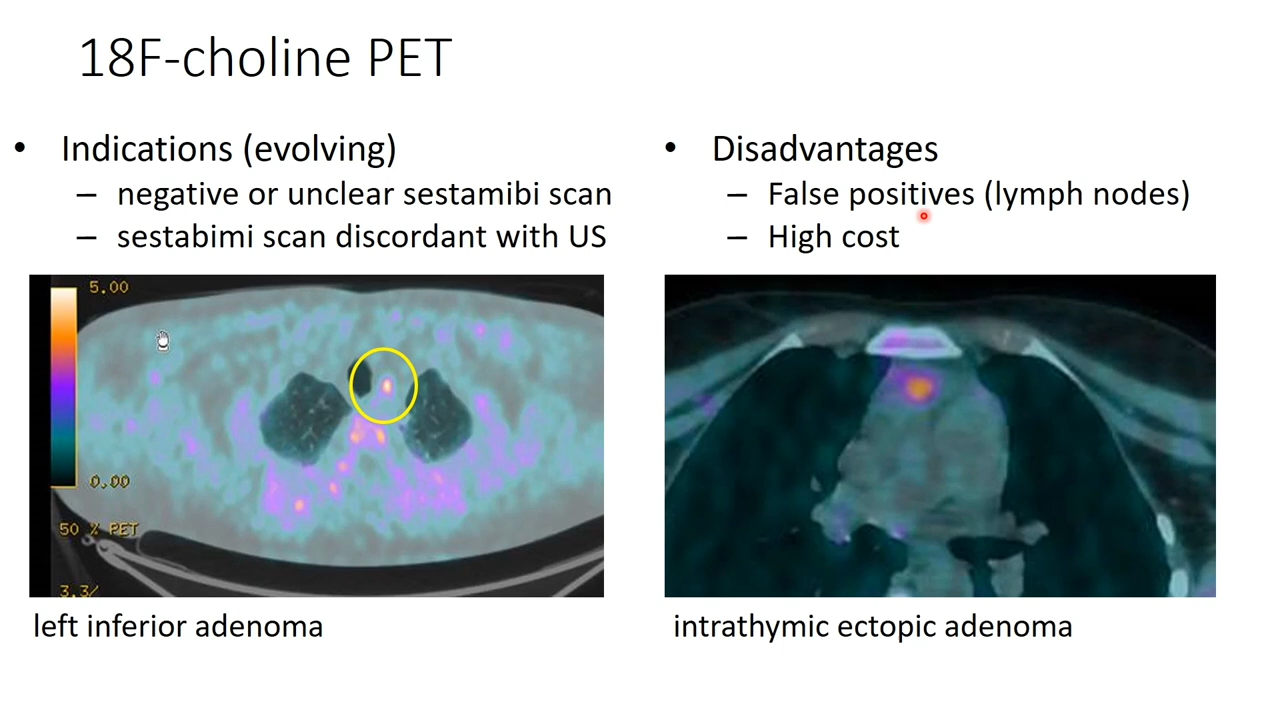 18F-choline PET
• Indications (evolving)
– negative or unclear sestamibi scan
– sestabimi scan discordant with US
• Disadvantages
– False positives (lymph nodes)
– High cost
5.00
0.00
50 % PET
3.3/
left inferior adenoma
intrathymic ectopic adenoma